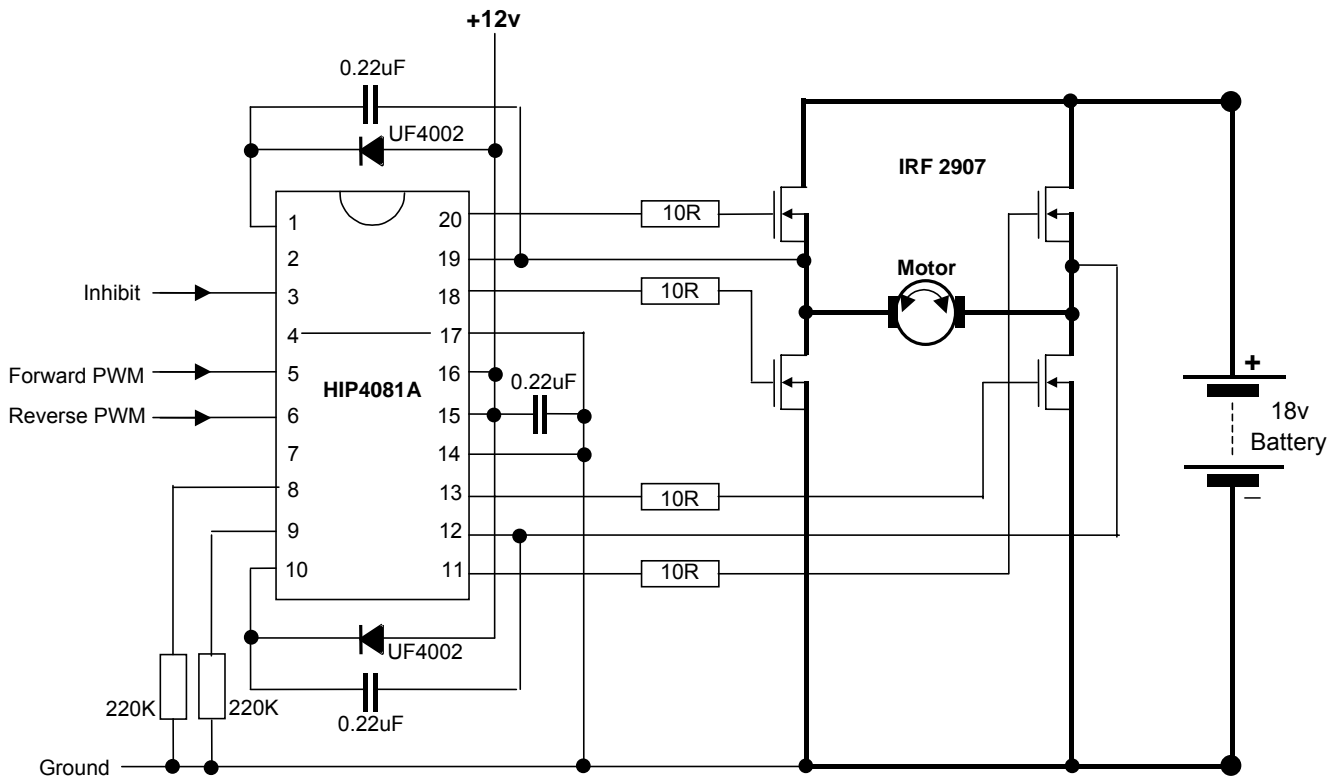 +12v
0.22uF
UF4002
IRF 2907
1 20 10R
2 19
Motor
Inhibit 3 18 10R
4 17
Forward PWM 5 16 0.22uF
HIP4081A
Reverse PWM 6 15
+
18v
Battery
–
7 14
8 13 10R
9 12
10 11 10R
UF4002
220K 220K
0.22uF
Ground